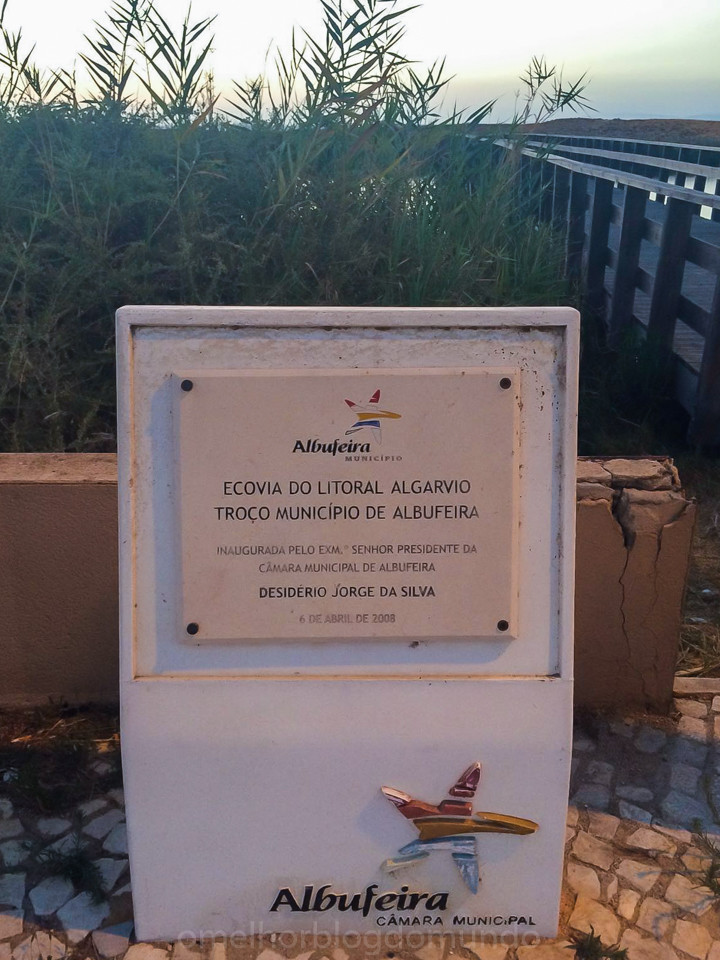 Albufeira
MUNICÍPIO
ECOVIA DO LITORAL ALGARVIO
TROÇO MUNICÍPIO DE ALBUFEIRA
INAUGURADA PELO EXM.º SENHOR PRESIDENTE DA
CÂMARA MUNICIPAL DE ALBUFEIRA
DESIDÉRIO JORGE DA SILVA
6 DE ABRIL DE 2008
Albufeira
CÂMARA MUNICIPAL
omelhorblogdomundo